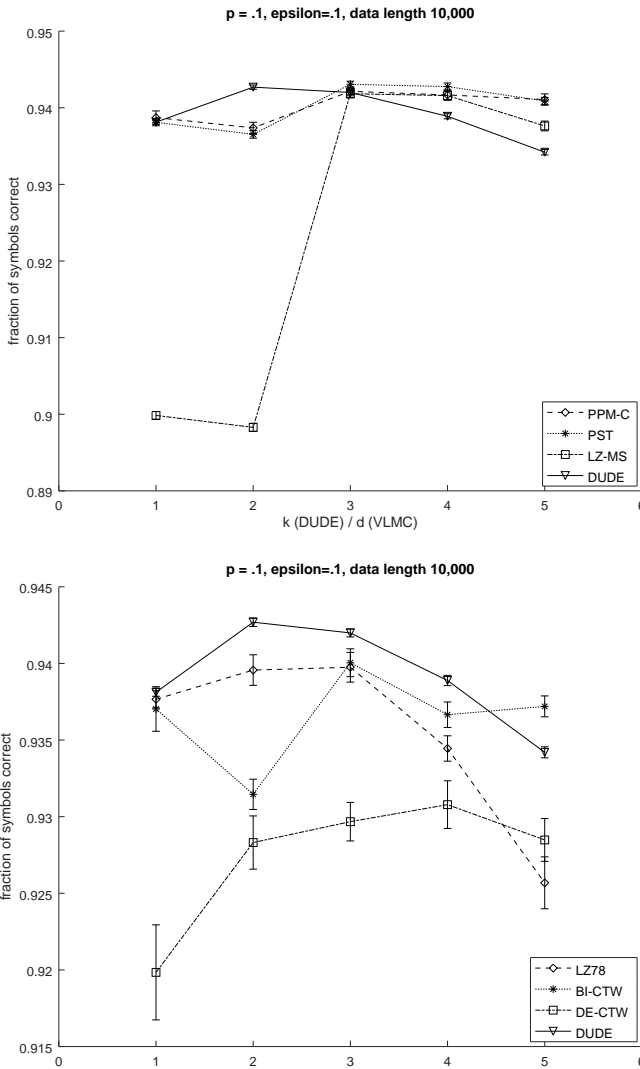 p = .1, epsilon=.1, data length 10,000
0.95
0.94
0.93
0.92
0.91
0.9
0.89
fraction of symbols correct
PPM-C
PST
LZ-MS
DUDE
0 1 2 3 4 5 6
k (DUDE) / d (VLMC)
p = .1, epsilon=.1, data length 10,000
0.945
0.94
0.935
0.93
0.925
0.92
0.915
fraction of symbols correct
LZ78
BI-CTW
DE-CTW
DUDE
0 1 2 3 4 5 6